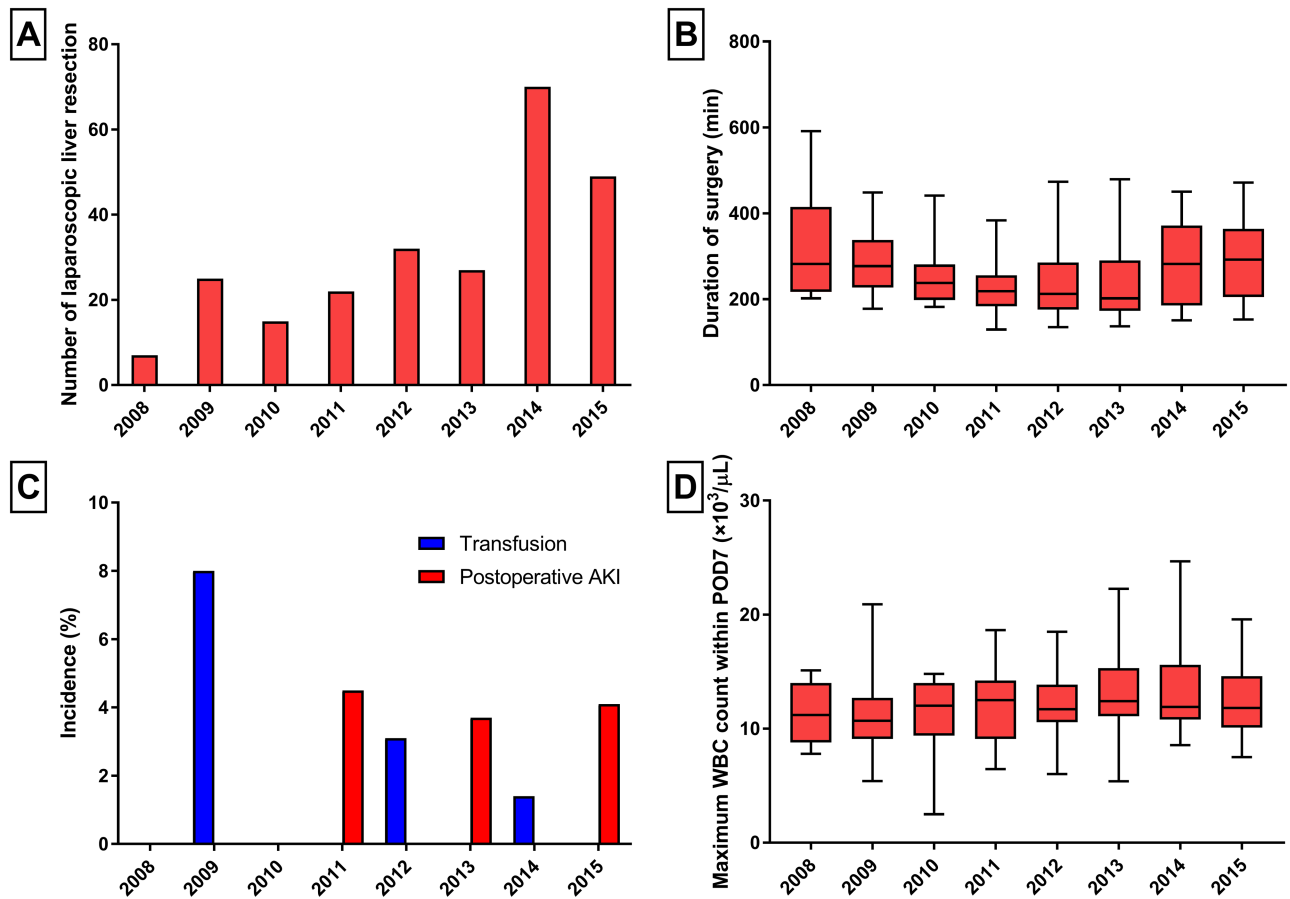 A
Number of laparoscopic liver resection
80
60
40
20
0
2008 2009 2010 2011 2012 2013 2014 2015
B
Duration of surgery (min)
800
600
400
200
0
2008 2009 2010 2011 2012 2013 2014 2015
C
Incidence (%)
10
8
6
4
2
0
Transfusion
Postoperative AKI
2008 2009 2010 2011 2012 2013 2014 2015
D
Maximum WBC count within POD7 (×10³/μL)
30
20
10
0
2008 2009 2010 2011 2012 2013 2014 2015